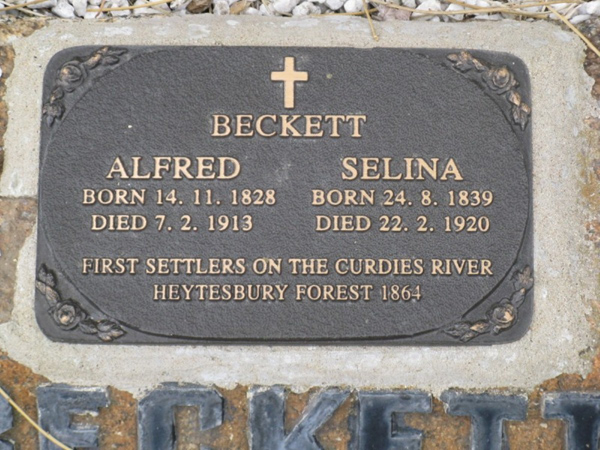 BECKETT
ALFRED SELINA
BORN 14. 11. 1828 BORN 24. 8. 1839
DIED 7. 2. 1913 DIED 22. 2. 1920
FIRST SETTLERS ON THE CURDIES RIVER
HEYTESBURY FOREST 1864
BECKETT